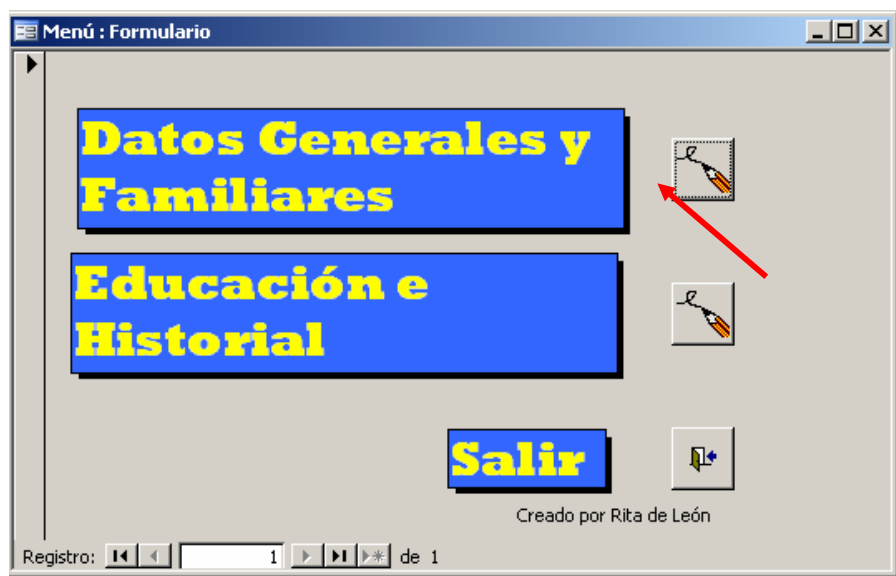 Menú : Formulario
Datos Generales y
Familiares
Educación e
Historial
Salir
Creado por Rita de León
Registro: 1 de 1